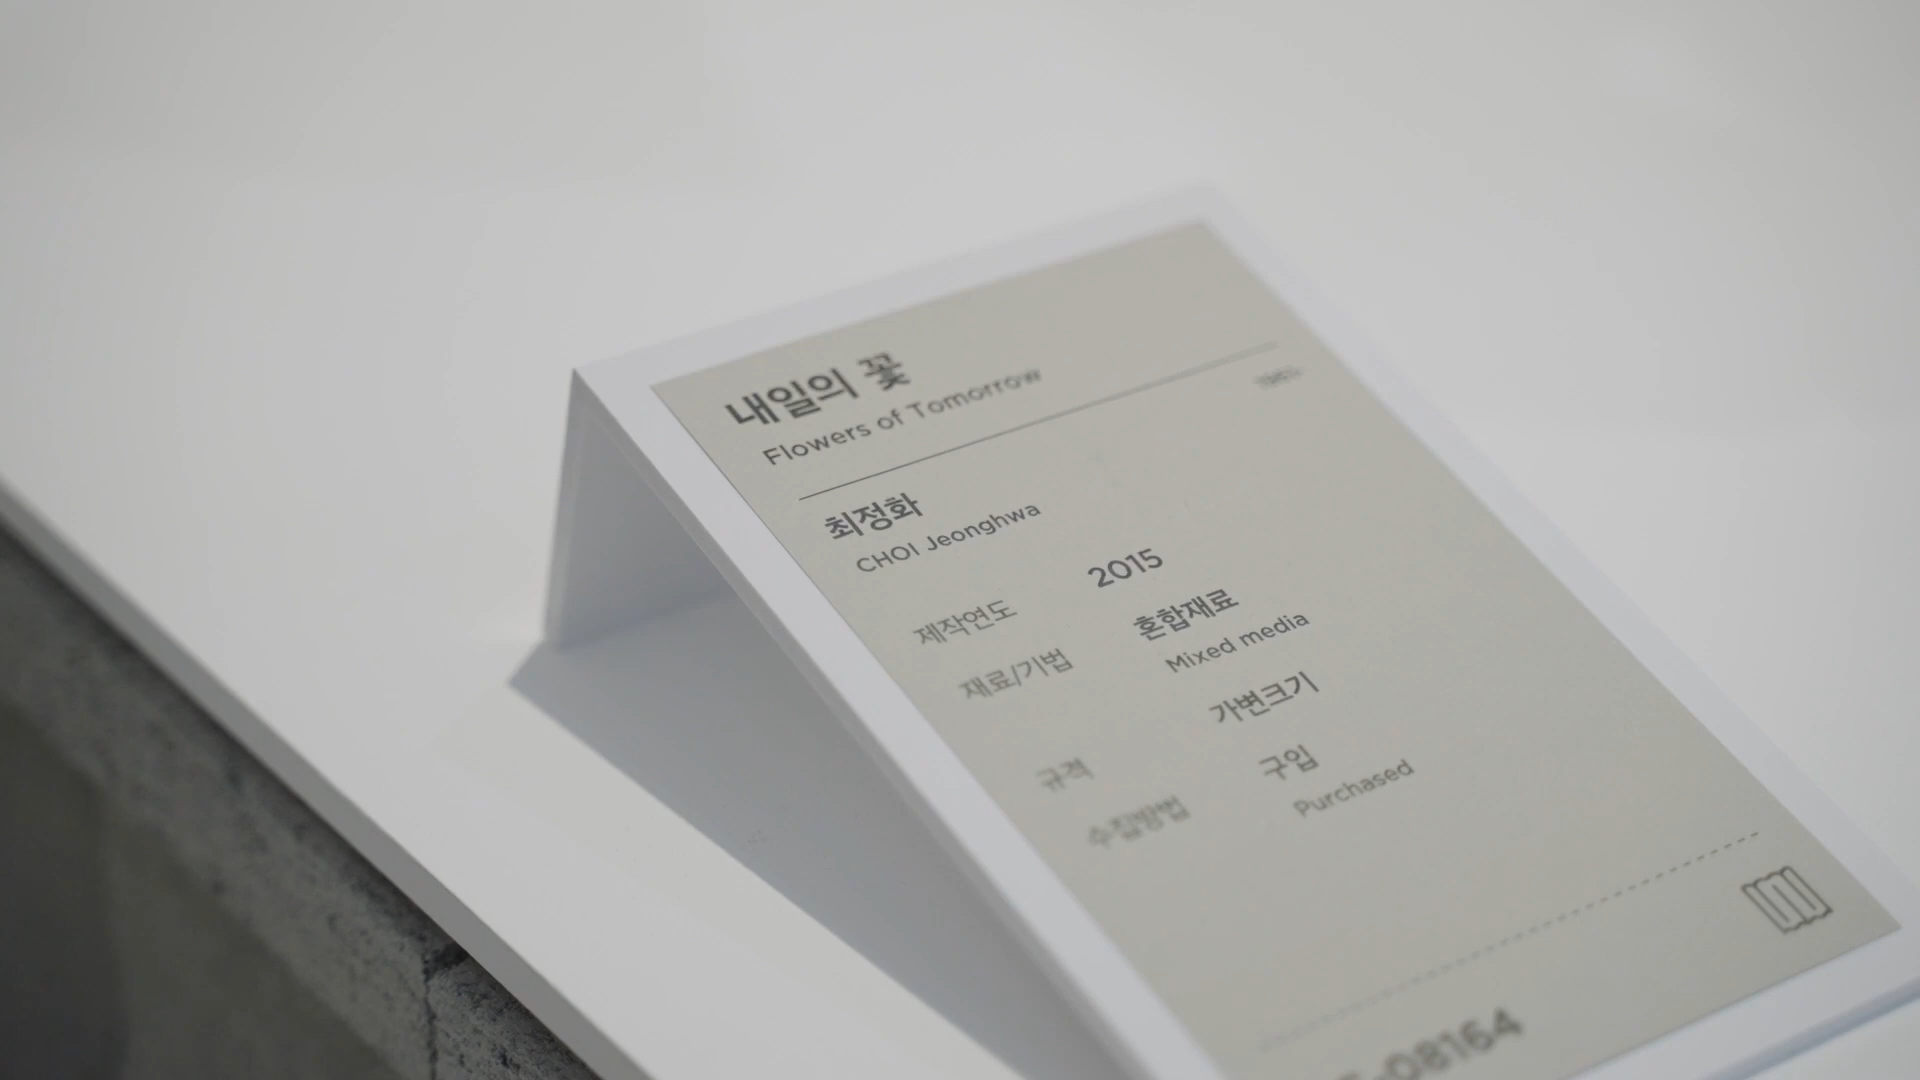 내일의 꽃
Flowers of Tomorrow
최정화
CHOI Jeonghwa
제작연도 2015
재료/기법 혼합재료
Mixed media
규격 가변크기
수집방법 구입
Purchased
-08164